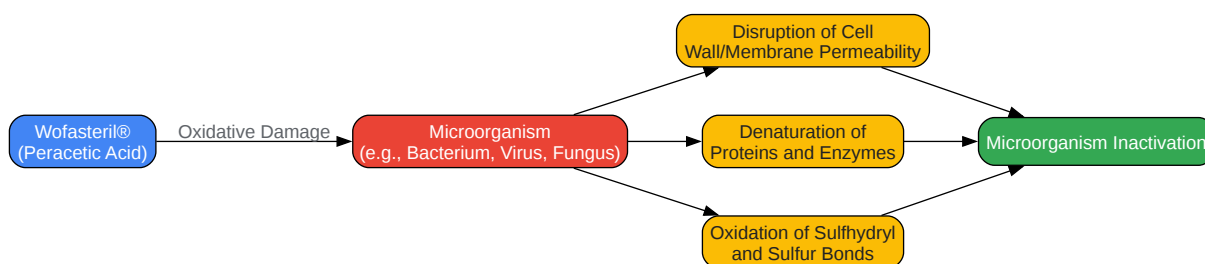 Wofasteril®
(Peracetic Acid)
Oxidative Damage
Microorganism
(e.g., Bacterium, Virus, Fungus)
Disruption of Cell
Wall/Membrane Permeability
Denaturation of
Proteins and Enzymes
Oxidation of Sulfhydryl
and Sulfur Bonds
Microorganism Inactivation